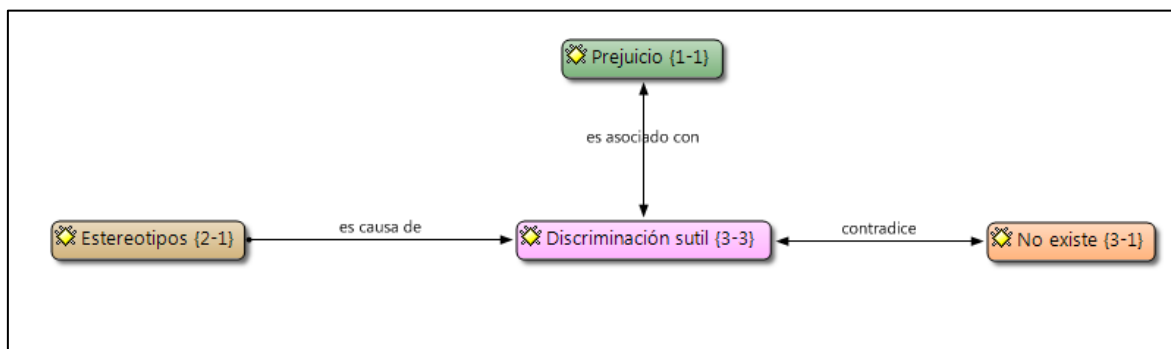 Prejuicio {1-1}
es asociado con
Estereotipos {2-1}
es causa de
Discriminación sutil {3-3}
contradice
No existe {3-1}